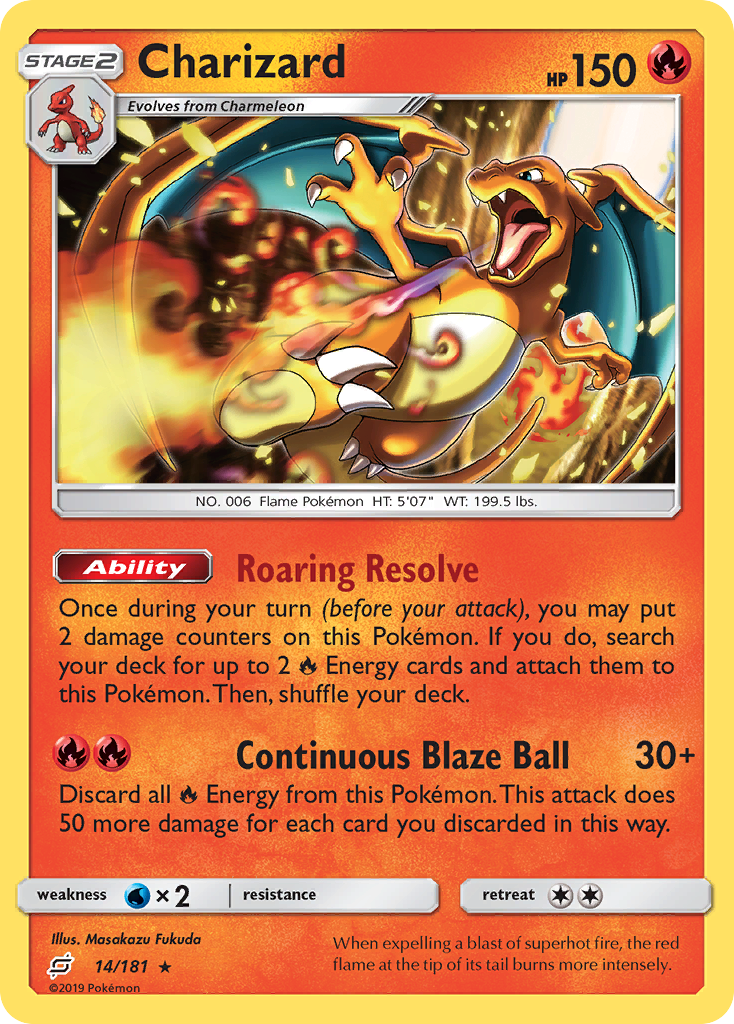 STAGE2
Charizard
HP 150
Evolves from Charmeleon
NO. 006 Flame Pokémon HT: 5'07" WT: 199.5 lbs.
Ability Roaring Resolve
Once during your turn (before your attack), you may put
2 damage counters on this Pokémon. If you do, search
your deck for up to 2 Energy cards and attach them to
this Pokémon. Then, shuffle your deck.
Continuous Blaze Ball 30+
Discard all Energy from this Pokémon. This attack does
50 more damage for each card you discarded in this way.
weakness ×2 resistance retreat
Illus. Masakazu Fukuda
14/181 ★
©2019 Pokémon
When expelling a blast of superhot fire, the red
flame at the tip of its tail burns more intensely.